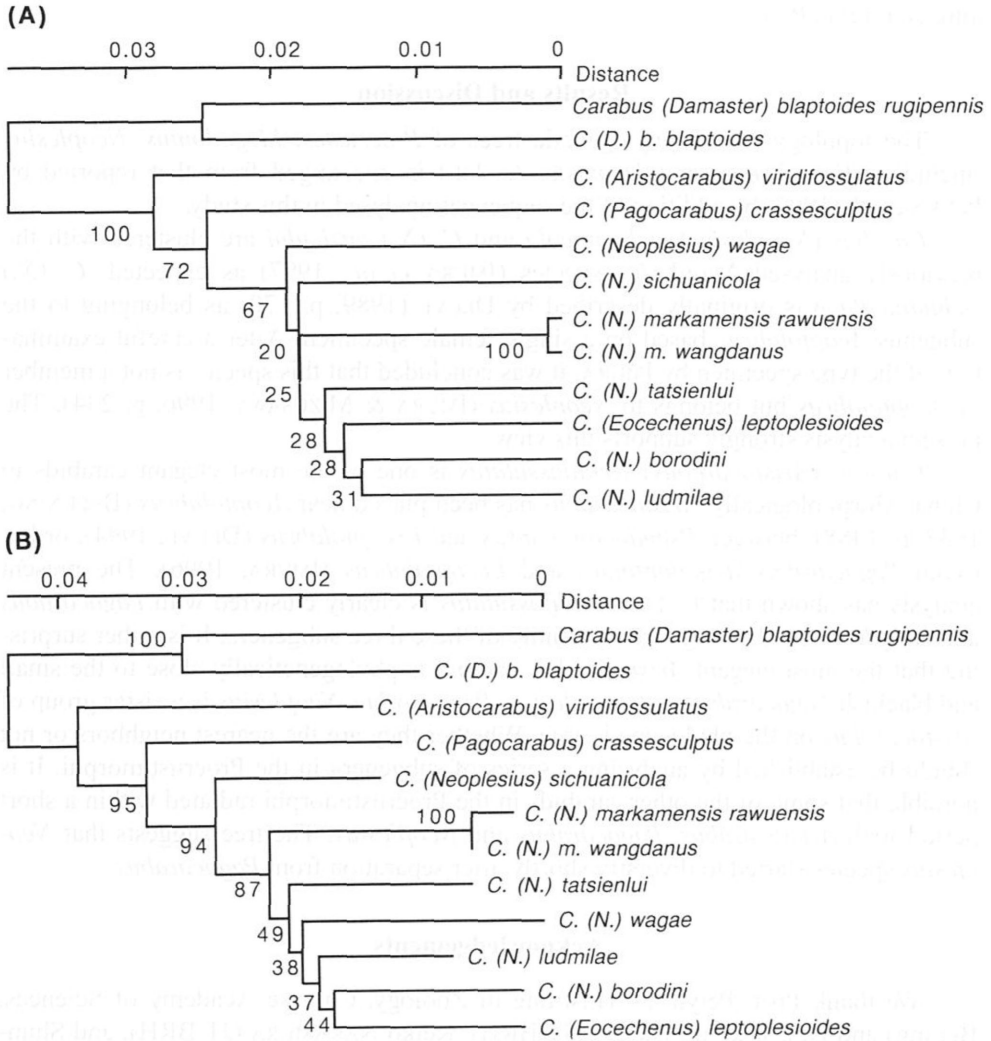 (A)
0.03 0.02 0.01 0
Distance
Carabus (Damaster) blaptoides rugipennis
C (D.) b. blaptoides
C. (Aristocarabus) viridifossulatus
C. (Pagocarabus) crassesculptus
100
C. (Neoplesius) wagae
72
C. (N.) sichuanicola
67
C. (N.) markamensis rawuensis
100
C. (N.) m. wangdanus
20
C. (N.) tatsienlui
25
C. (Eocechenus) leptoplesioides
28
C. (N.) borodini
28
C. (N.) ludmilae
31
(B)
0.04 0.03 0.02 0.01 0
Distance
100
Carabus (Damaster) blaptoides rugipennis
C. (D.) b. blaptoides
C. (Aristocarabus) viridifossulatus
C. (Pagocarabus) crassesculptus
C. (Neoplesius) sichuanicola
95
100
C. (N.) markamensis rawuensis
94
C. (N.) m. wangdanus
87
C. (N.) tatsienlui
C. (N.) wagae
49
C. (N.) ludmilae
38
C. (N.) borodini
37
44
C. (Eocechenus) leptoplesioides